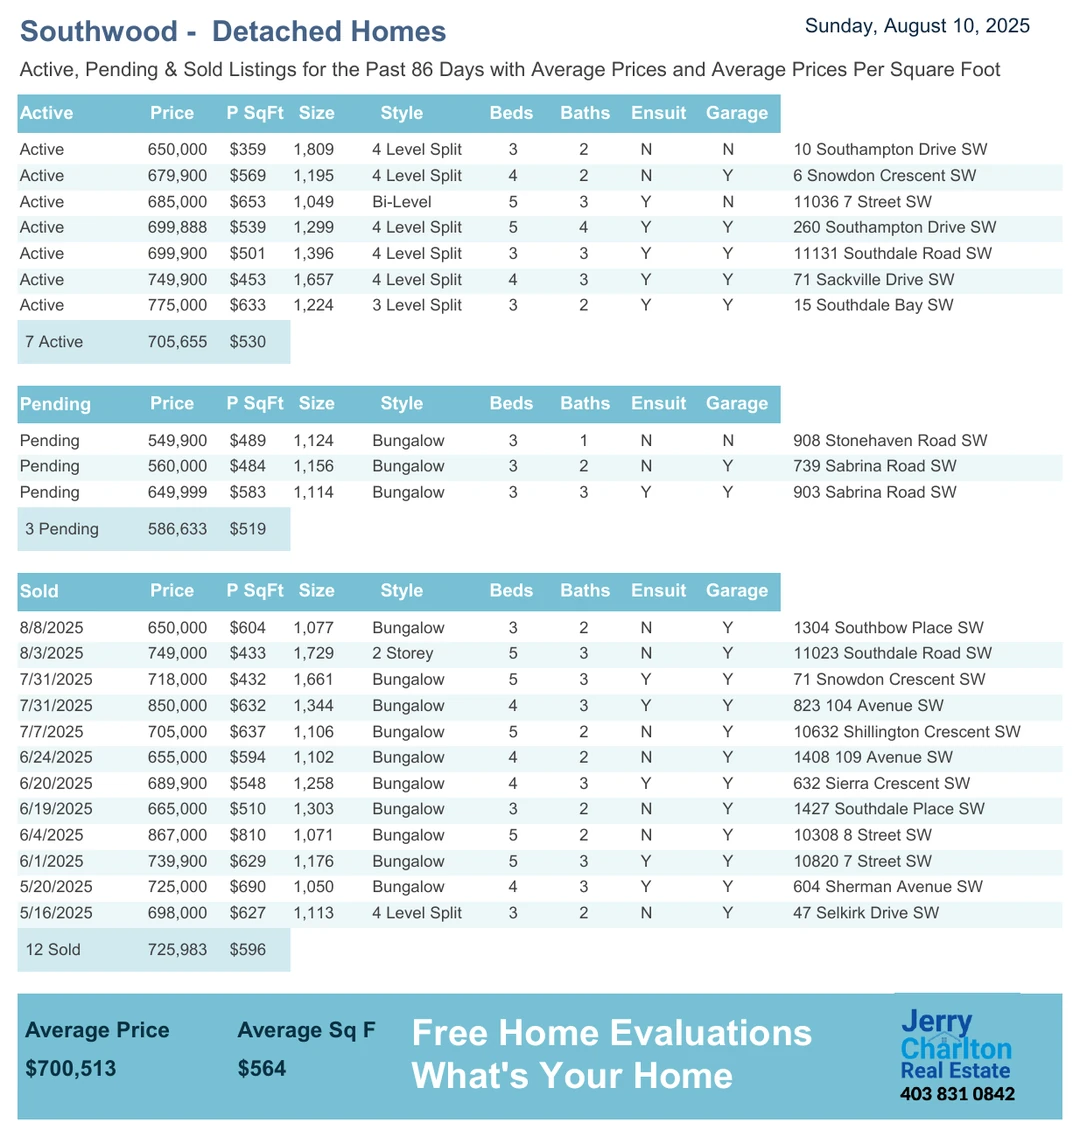 Southwood - Detached Homes Sunday, August 10, 2025
Active, Pending & Sold Listings for the Past 86 Days with Average Prices and Average Prices Per Square Foot
Active Price P SqFt Size Style Beds Baths Ensuit Garage
Active 650,000 $359 1,809 4 Level Split 3 2 N N 10 Southampton Drive SW
Active 679,900 $569 1,195 4 Level Split 4 2 N Y 6 Snowdon Crescent SW
Active 685,000 $653 1,049 Bi-Level 5 3 Y N 11036 7 Street SW
Active 699,888 $539 1,299 4 Level Split 5 4 Y Y 260 Southampton Drive SW
Active 699,900 $501 1,396 4 Level Split 3 3 Y Y 11131 Southdale Road SW
Active 749,900 $453 1,657 4 Level Split 4 3 Y Y 71 Sackville Drive SW
Active 775,000 $633 1,224 3 Level Split 3 2 Y Y 15 Southdale Bay SW
7 Active 705,655 $530
Pending Price P SqFt Size Style Beds Baths Ensuit Garage
Pending 549,900 $489 1,124 Bungalow 3 1 N N 908 Stonehaven Road SW
Pending 560,000 $484 1,156 Bungalow 3 2 N Y 739 Sabrina Road SW
Pending 649,999 $583 1,114 Bungalow 3 3 Y Y 903 Sabrina Road SW
3 Pending 586,633 $519
Sold Price P SqFt Size Style Beds Baths Ensuit Garage
8/8/2025 650,000 $604 1,077 Bungalow 3 2 N Y 1304 Southbow Place SW
8/3/2025 749,000 $433 1,729 2 Storey 5 3 N Y 11023 Southdale Road SW
7/31/2025 718,000 $432 1,661 Bungalow 5 3 Y Y 71 Snowdon Crescent SW
7/31/2025 850,000 $632 1,344 Bungalow 4 3 Y Y 823 104 Avenue SW
7/7/2025 705,000 $637 1,106 Bungalow 5 2 N Y 10632 Shillington Crescent SW
6/24/2025 655,000 $594 1,102 Bungalow 4 2 N Y 1408 109 Avenue SW
6/20/2025 689,900 $548 1,258 Bungalow 4 3 Y Y 632 Sierra Crescent SW
6/19/2025 665,000 $510 1,303 Bungalow 3 2 N Y 1427 Southdale Place SW
6/4/2025 867,000 $810 1,071 Bungalow 5 2 N Y 10308 8 Street SW
6/1/2025 739,900 $629 1,176 Bungalow 5 3 Y Y 10820 7 Street SW
5/20/2025 725,000 $690 1,050 Bungalow 4 3 Y Y 604 Sherman Avenue SW
5/16/2025 698,000 $627 1,113 4 Level Split 3 2 N Y 47 Selkirk Drive SW
12 Sold 725,983 $596
Average Price Average Sq F
$700,513 $564
Free Home Evaluations
What's Your Home
Jerry
Charlton
Real Estate
403 831 0842